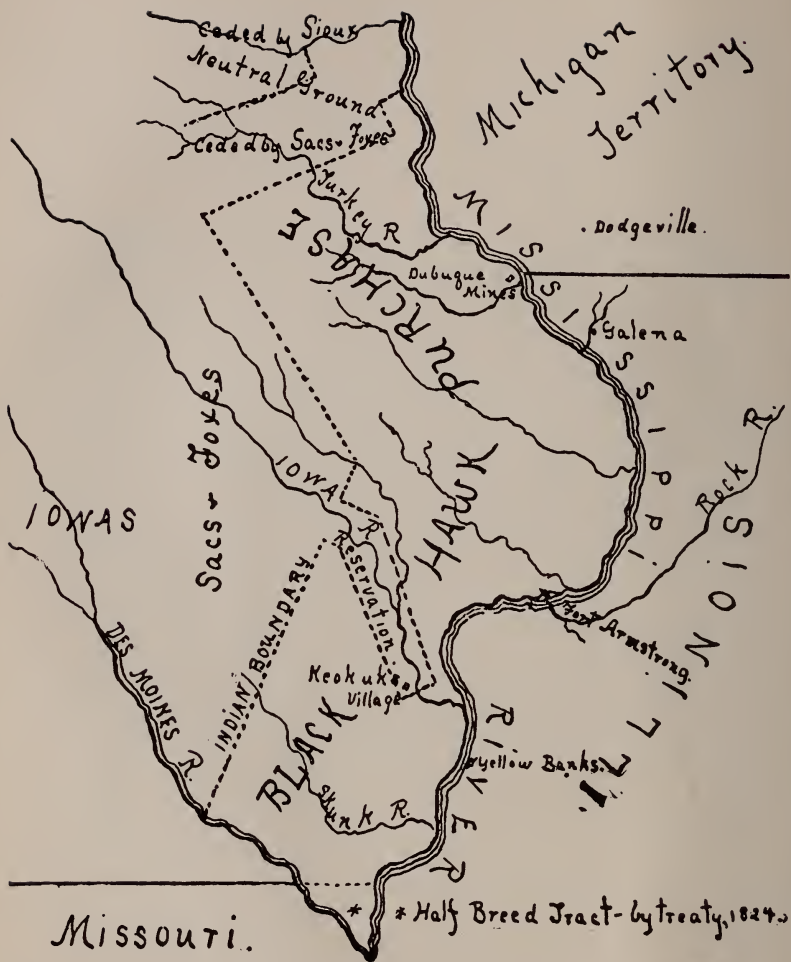 Ceded by Sioux
Neutral Ground
Michigan
Territory.
Ceded by Sacs & Foxes
Turkey R
Dodgeville.
Dubuque
Mines
Galena
MISSISSIPPI RIVER
BLACK HAWK PURCHASE
Sacs & Foxes
IOWAS
IOWA R
Rock R.
ILLINOIS
Reservation
INDIAN BOUNDARY
Fort Armstrong.
DES MOINES R.
Keokuk's
Village
Yellow Banks.
Skunk R.
* * Half Breed Tract - by treaty, 1824.
Missouri.